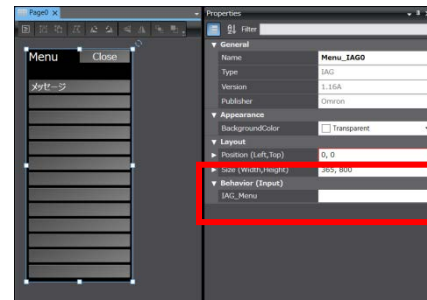 Page0 x
Menu
Close
メッセージ
Properties
Filter
General
Name
Menu_IAG0
Type
IAG
Version
1.16A
Publisher
Omron
Appearance
BackgroundColor
Transparent
Layout
Position (Left,Top)
0, 0
Size (Width,Height)
365, 800
Behavior (Input)
IAG_Menu